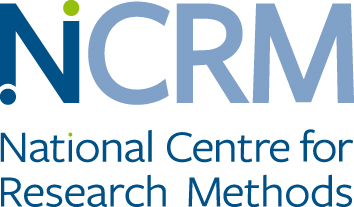 NCRM
National Centre for
Research Methods